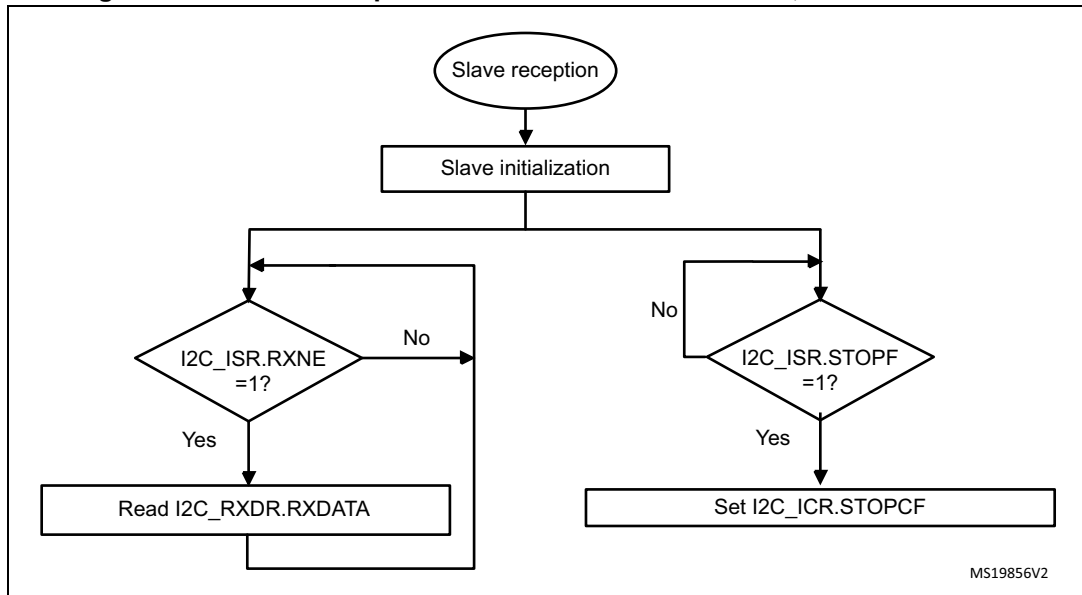 Slave reception
Slave initialization
No
No
I2C_ISR.RXNE
=1?
I2C_ISR.STOPF
=1?
Yes
Yes
Read I2C_RXDR.RXDATA
Set I2C_ICR.STOPCF
MS19856V2